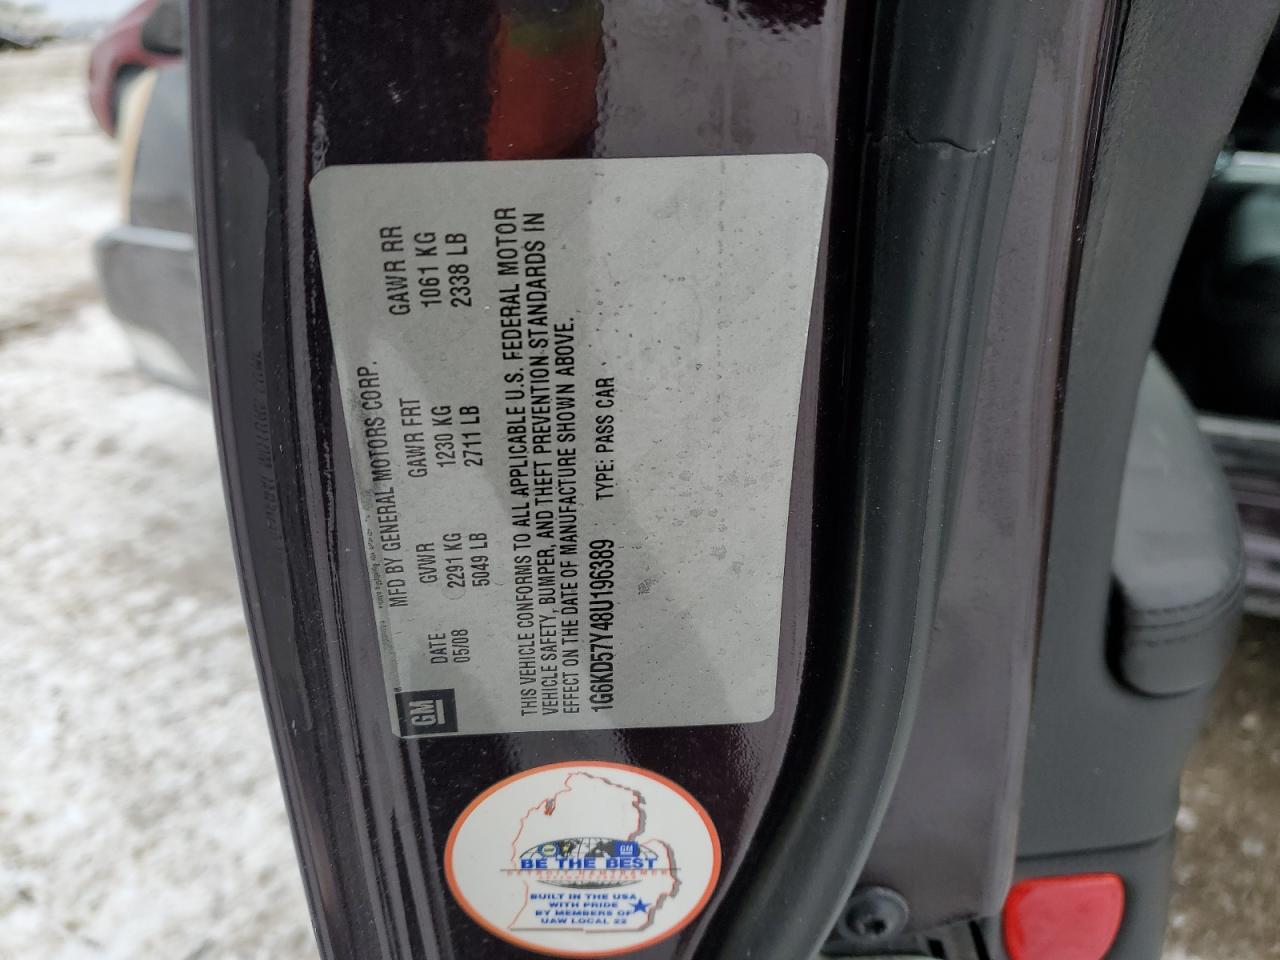 GM
MFD BY GENERAL MOTORS CORP.
DATE GVWR GAWR FRT GAWR RR
05/08 2291 KG 1230 KG 1061 KG
5049 LB 2711 LB 2338 LB
THIS VEHICLE CONFORMS TO ALL APPLICABLE U.S. FEDERAL MOTOR
VEHICLE SAFETY, BUMPER, AND THEFT PREVENTION STANDARDS IN
EFFECT ON THE DATE OF MANUFACTURE SHOWN ABOVE.
1G6KD57Y48U196389 TYPE: PASS CAR
GM
BE THE BEST
DETROIT HAMTRAMCK
BUILT IN THE USA
WITH PRIDE
BY MEMBERS OF
UAW LOCAL 22